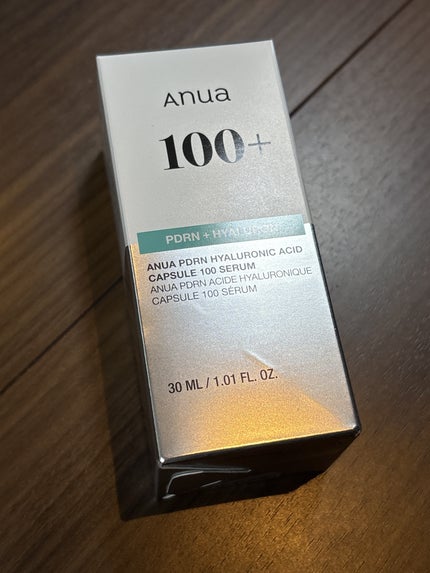 Anua
100+
PDRN + HYALURON
ANUA PDRN HYALURONIC ACID
CAPSULE 100 SERUM
ANUA PDRN ACIDE HYALURONIQUE
CAPSULE 100 SÉRUM
30 ML / 1.01 FL. OZ.